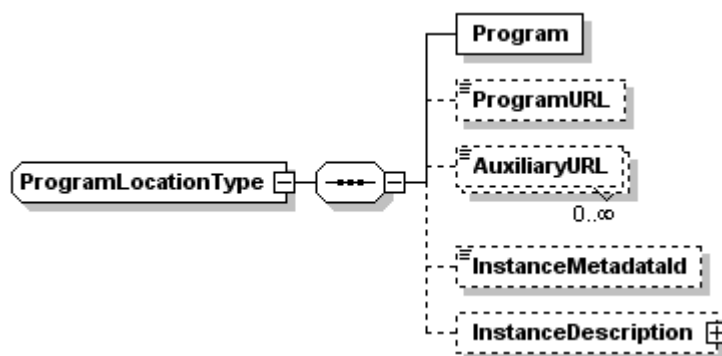 Program
ProgramURL
AuxiliaryURL
0..∞
ProgramLocationType
InstanceMetadataId
InstanceDescription